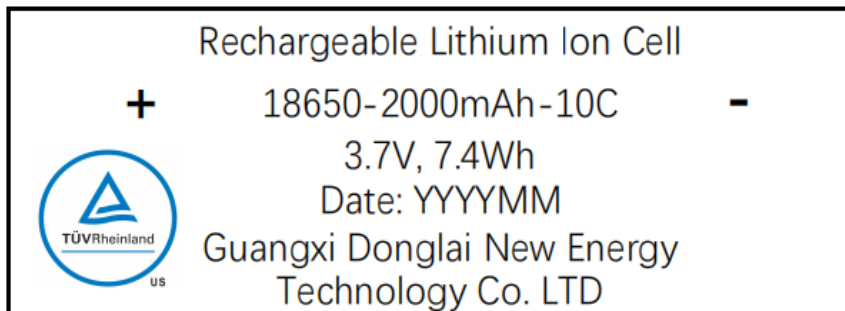 Rechargeable Lithium Ion Cell
+ 18650-2000mAh-10C -
3.7V, 7.4Wh
Date: YYYYMM
TÜVRheinland
US
Guangxi Donglai New Energy
Technology Co. LTD